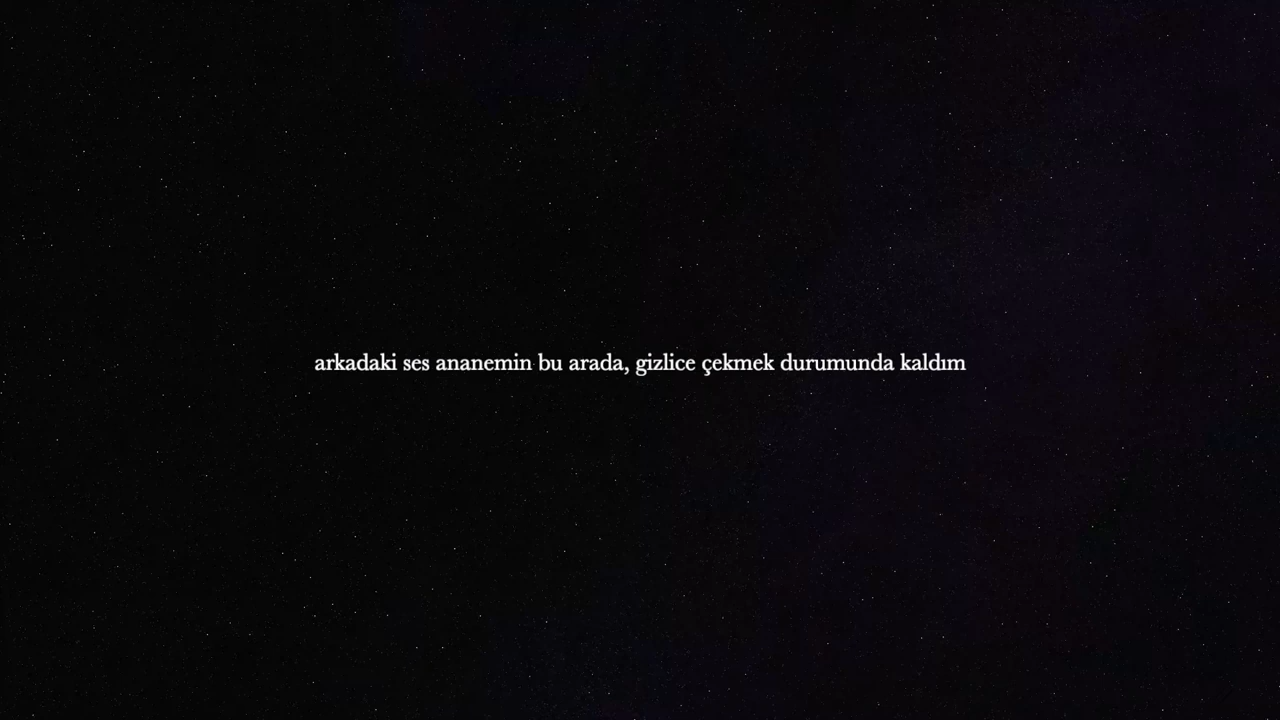 arkadaki ses ananemin bu arada, gizlice çekmek durumunda kaldım